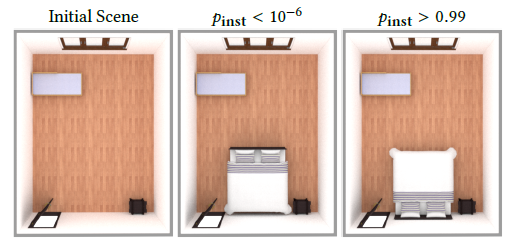 Initial Scene
p_inst < 10^-6
p_inst > 0.99